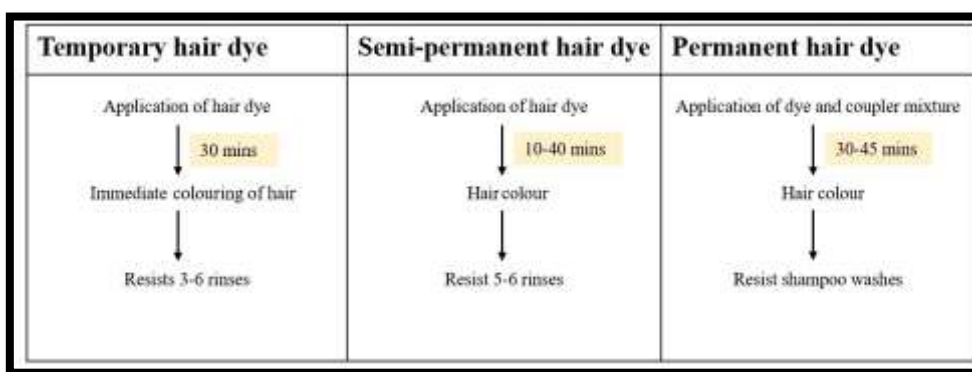 Temporary hair dye
Application of hair dye
30 mins
Immediate colouring of hair
Resists 3-6 rinses
Semi-permanent hair dye
Application of hair dye
10-40 mins
Hair colour
Resist 5-6 rinses
Permanent hair dye
Application of dye and coupler mixture
30-45 mins
Hair colour
Resist shampoo washes